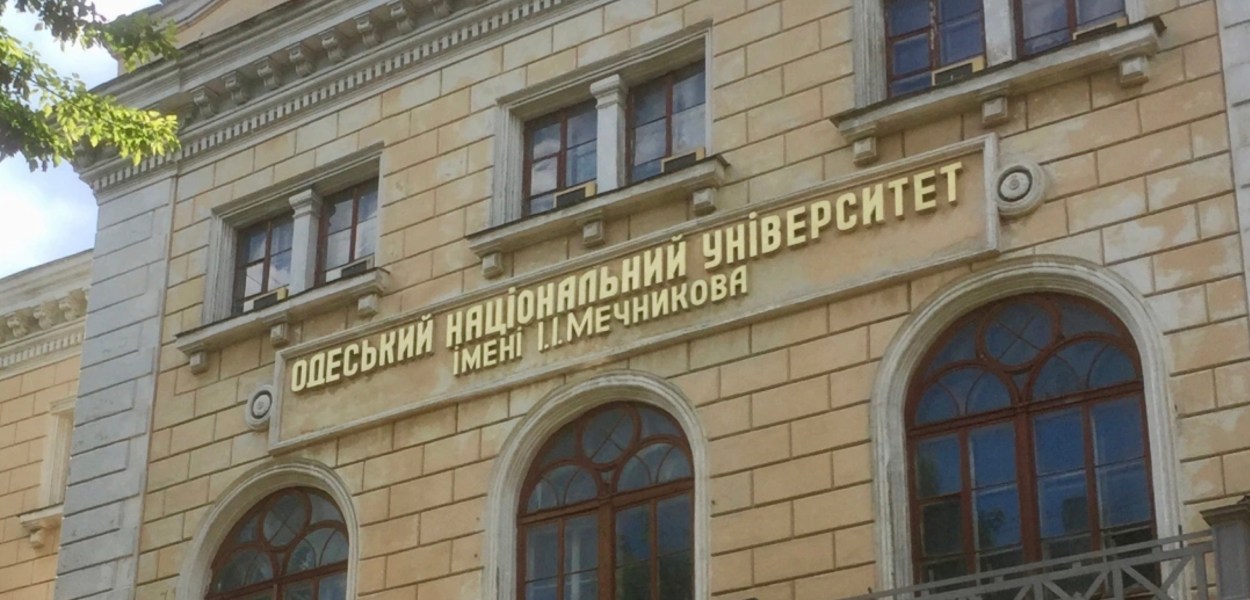 ОДЕСЬКИЙ НАЦІОНАЛЬНИЙ УНІВЕРСИТЕТ
ІМЕНІ І.І.МЕЧНИКОВА